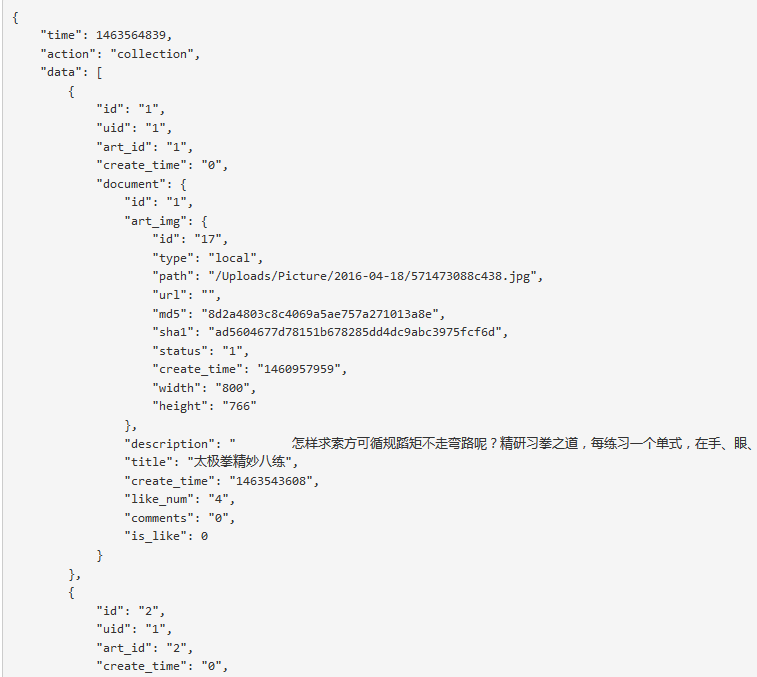 {
    "time": 1463564839,
    "action": "collection",
    "data": [
        {
            "id": "1",
            "uid": "1",
            "art_id": "1",
            "create_time": "0",
            "document": {
                "id": "1",
                "art_img": {
                    "id": "17",
                    "type": "local",
                    "path": "/Uploads/Picture/2016-04-18/571473088c438.jpg",
                    "url": "",
                    "md5": "8d2a4803c8c4069a5ae757a271013a8e",
                    "sha1": "ad5604677d78151b678285dd4dc9abc3975fcf6d",
                    "status": "1",
                    "create_time": "1460957959",
                    "width": "800",
                    "height": "766"
                },
                "description": "        怎样求索方可循规蹈矩不走弯路呢？精研习拳之道，每练习一个单式，在手、眼、
                "title": "太极拳精妙八练",
                "create_time": "1463543608",
                "like_num": "4",
                "comments": "0",
                "is_like": 0
            }
        },
        {
            "id": "2",
            "uid": "1",
            "art_id": "2",
            "create_time": "0",